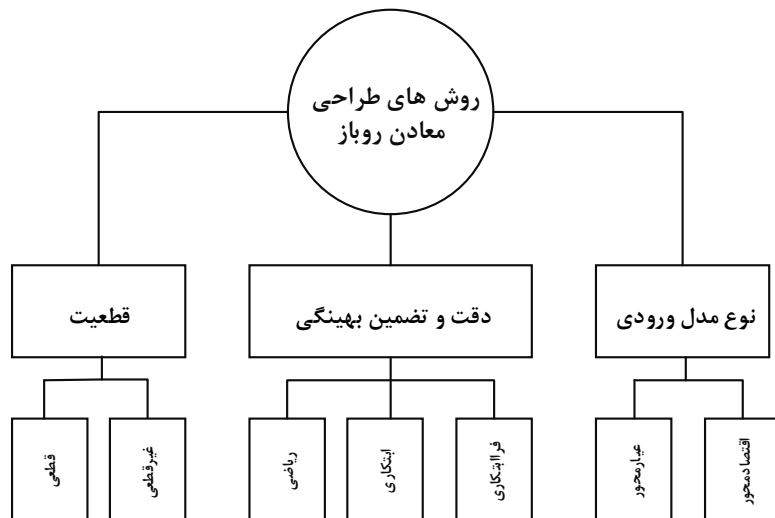 روش های طراحی
معادن روباز
نوع مدل ورودی
دقت و تضمین بهینگی
قطعیت
اقتصادمحور
عیارمحور
فراابتکاری
ابتکاری
ریاضی
غیرقطعی
قطعی